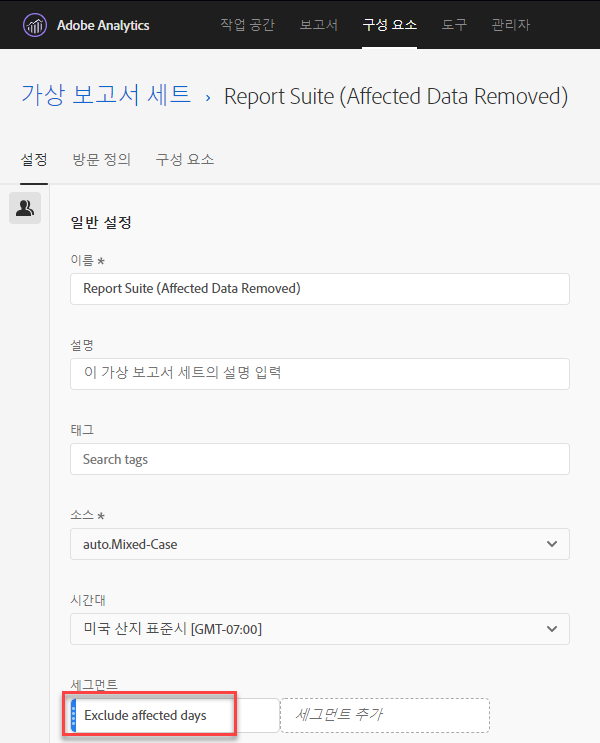 Adobe Analytics 작업 공간 보고서 구성 요소 도구 관리자
가상 보고서 세트 › Report Suite (Affected Data Removed)
설정 방문 정의 구성 요소
일반 설정
이름 *
Report Suite (Affected Data Removed)
설명
이 가상 보고서 세트의 설명 입력
태그
Search tags
소스 *
auto.Mixed-Case
시간대
미국 산지 표준시 [GMT-07:00]
세그먼트
Exclude affected days 세그먼트 추가